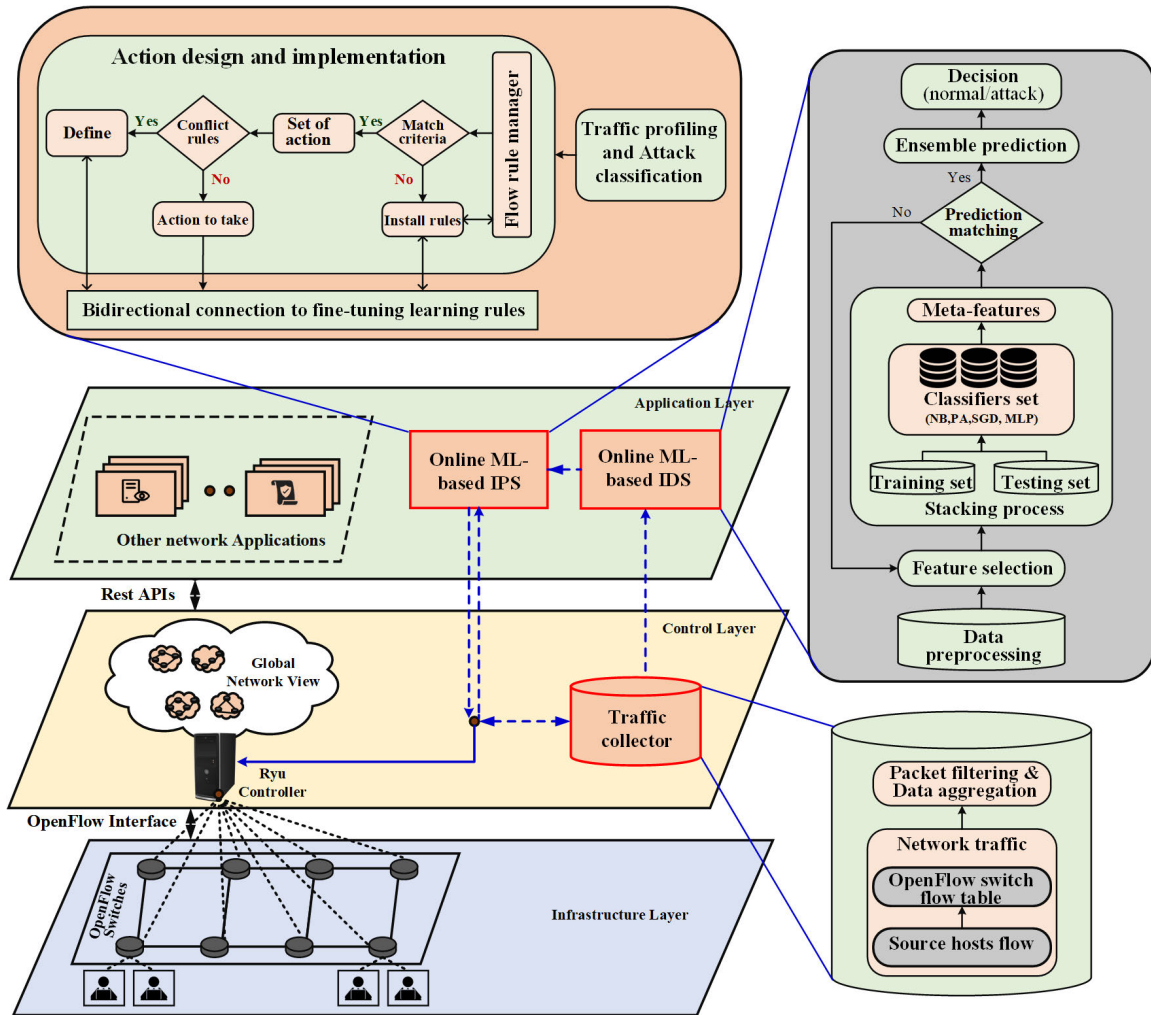 Action design and implementation
Define
Yes
Conflict
rules
Set of
action
Yes
Match
criteria
Flow rule manager
Traffic profiling
and Attack
classification
No
No
Action to take
Install rules
Bidirectional connection to fine-tuning learning rules
Decision
(normal/attack)
Ensemble prediction
Yes
No
Prediction
matching
Meta-features
Classifiers set
(NB,PA,SGD, MLP)
Training set
Testing set
Stacking process
Feature selection
Data
preprocessing
Application Layer
Online ML-
based IPS
Online ML-
based IDS
Other network Applications
Rest APIs
Control Layer
Global
Network View
Traffic
collector
Ryu
Controller
OpenFlow Interface
OpenFlow
Switches
Infrastructure Layer
Packet filtering &
Data aggregation
Network traffic
OpenFlow switch
flow table
Source hosts flow